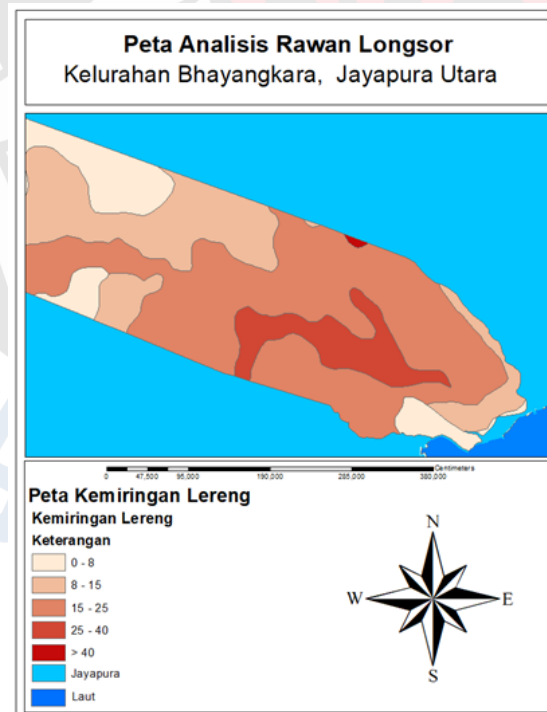 Peta Analisis Rawan Longsor
Kelurahan Bhayangkara, Jayapura Utara
Centimeters
0 47,500 95,000 190,000 285,000 380,000
Peta Kemiringan Lereng
Kemiringan Lereng
Keterangan
0 - 8
8 - 15
15 - 25
25 - 40
> 40
Jayapura
Laut
N
W E
S